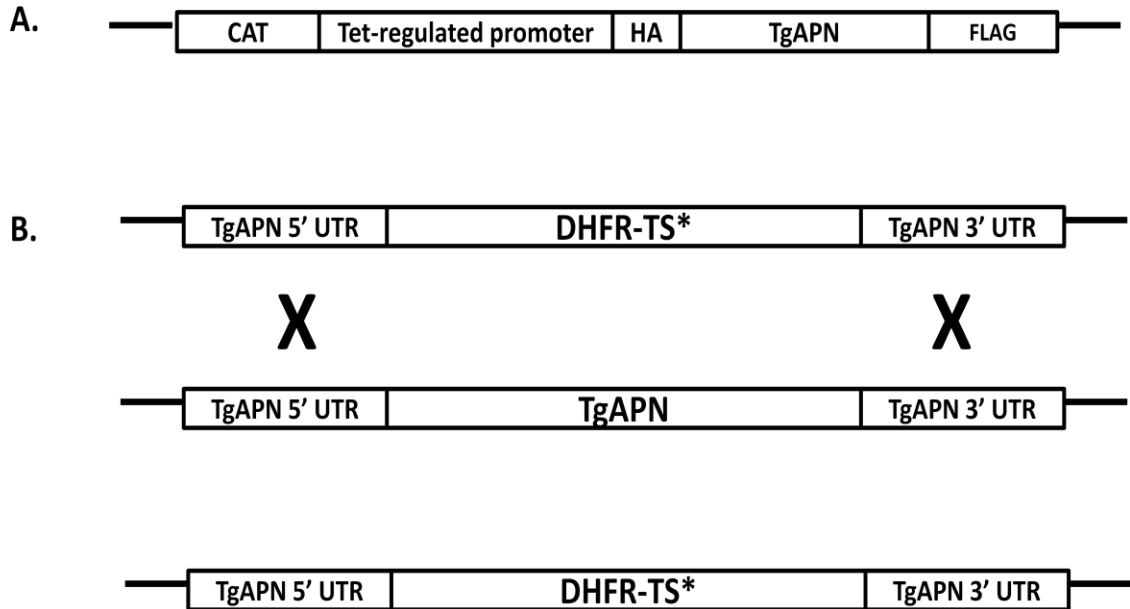 A.
CAT Tet-regulated promoter HA TgAPN FLAG
B.
TgAPN 5’ UTR DHFR-TS* TgAPN 3’ UTR
X X
TgAPN 5’ UTR TgAPN TgAPN 3’ UTR
TgAPN 5’ UTR DHFR-TS* TgAPN 3’ UTR